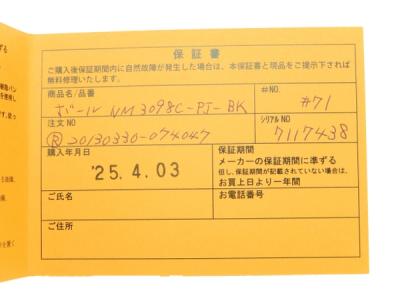 保証書
ご購入後保証期間内に自然故障が発生した場合は、本保証書と現品をご提示下されば
無料修理いたします。
商品名/品番
ボール NM3098C-PJ-BK
#NO.
#71
注文 NO
Ⓡ20130330-074047
シリアルNO
7117438
購入年月日
'25.4.03
保証期間
メーカーの保証期間に準ずる
但し、保証期間が記載されていない場合は、
お買上日より一年間
ご氏名
お電話番号
ご住所